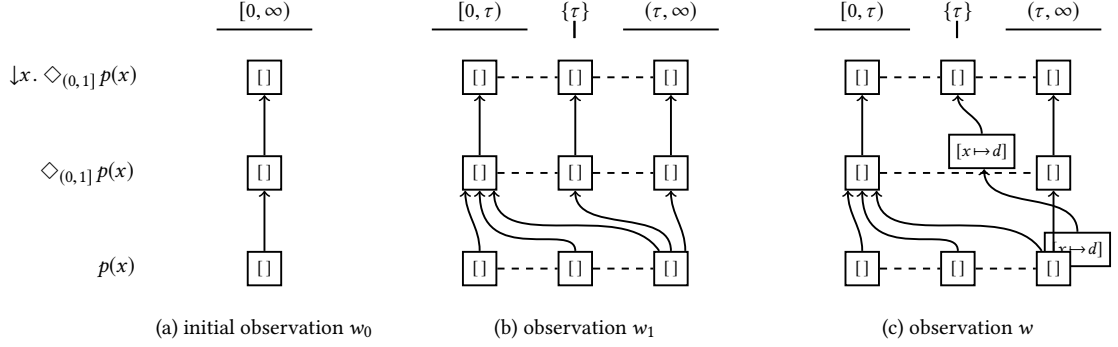 [0, ∞) [0, τ) {τ} (τ, ∞) [0, τ) {τ} (τ, ∞)
↓x. ◇(0,1] p(x) [] [] [] [] [] [] []
[x ↦ d]
◇(0,1] p(x) [] [] [] [] [] []
[x ↦ d]
p(x) [] [] [] [] [] [] []
(a) initial observation w0 (b) observation w1 (c) observation w